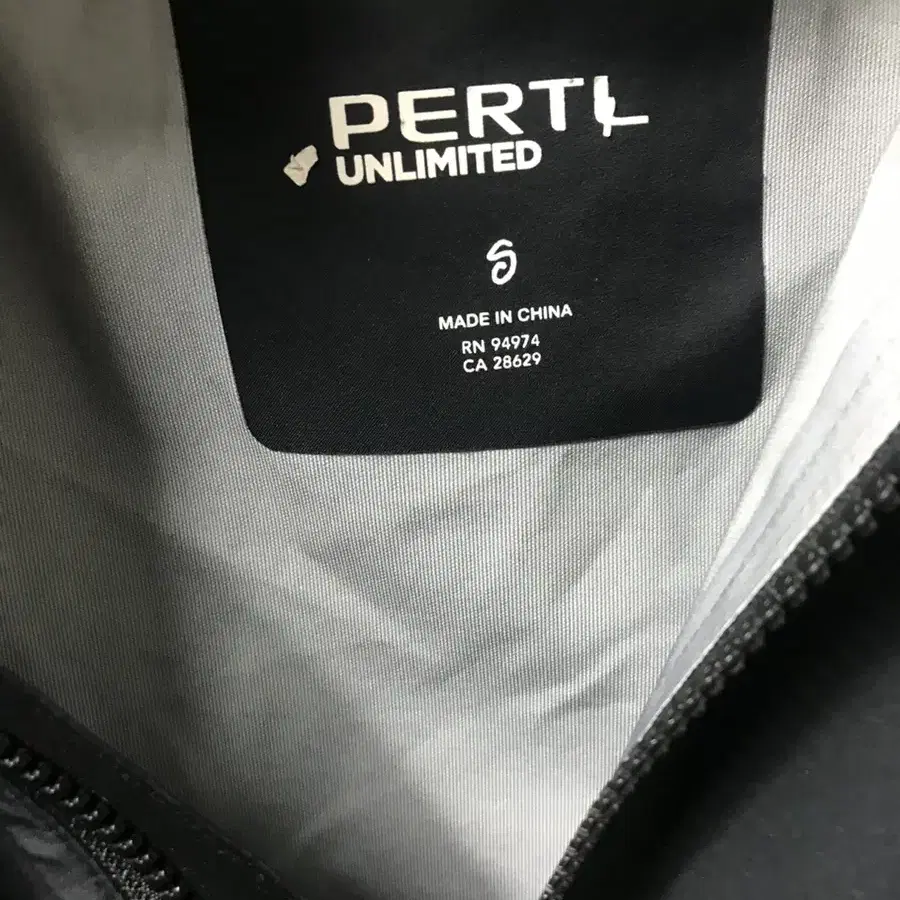 PERTL
UNLIMITED
S
MADE IN CHINA
RN 94974
CA 28629